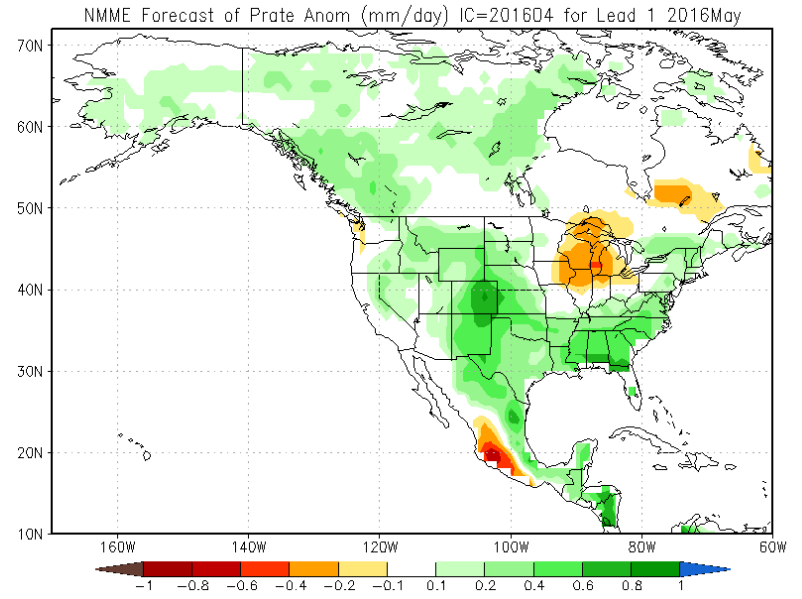 NMME Forecast of Prate Anom (mm/day) IC=201604 for Lead 1 2016May
70N
60N
50N
40N
30N
20N
10N
160W 140W 120W 100W 80W 60W
-1 -0.8 -0.6 -0.4 -0.2 -0.1 0.1 0.2 0.4 0.6 0.8 1